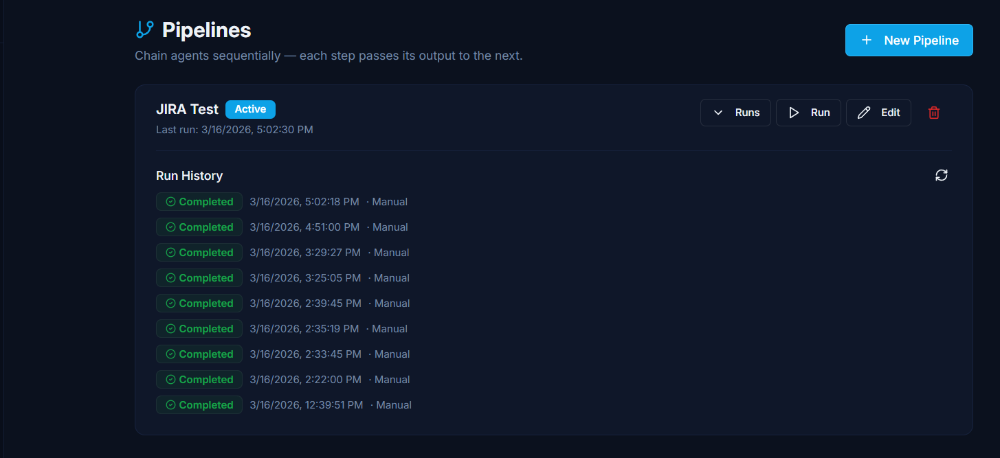 Pipelines
New Pipeline
Chain agents sequentially — each step passes its output to the next.
JIRA Test Active
Runs Run Edit
Last run: 3/16/2026, 5:02:30 PM
Run History
Completed 3/16/2026, 5:02:18 PM · Manual
Completed 3/16/2026, 4:51:00 PM · Manual
Completed 3/16/2026, 3:29:27 PM · Manual
Completed 3/16/2026, 3:25:05 PM · Manual
Completed 3/16/2026, 2:39:45 PM · Manual
Completed 3/16/2026, 2:35:19 PM · Manual
Completed 3/16/2026, 2:33:45 PM · Manual
Completed 3/16/2026, 2:22:00 PM · Manual
Completed 3/16/2026, 12:39:51 PM · Manual